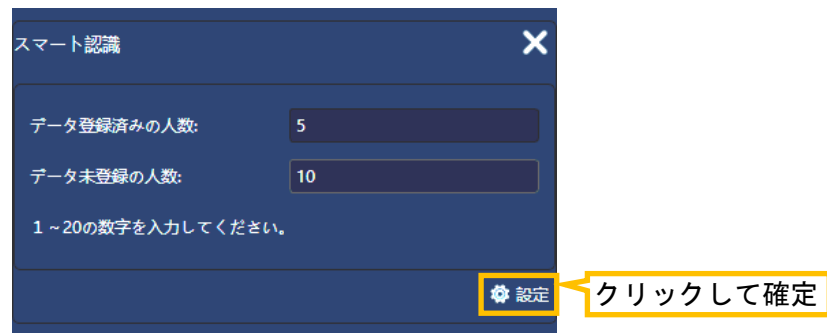 スマート認識
データ登録済みの人数: 5
データ未登録の人数: 10
1~20の数字を入力してください。
設定
クリックして確定